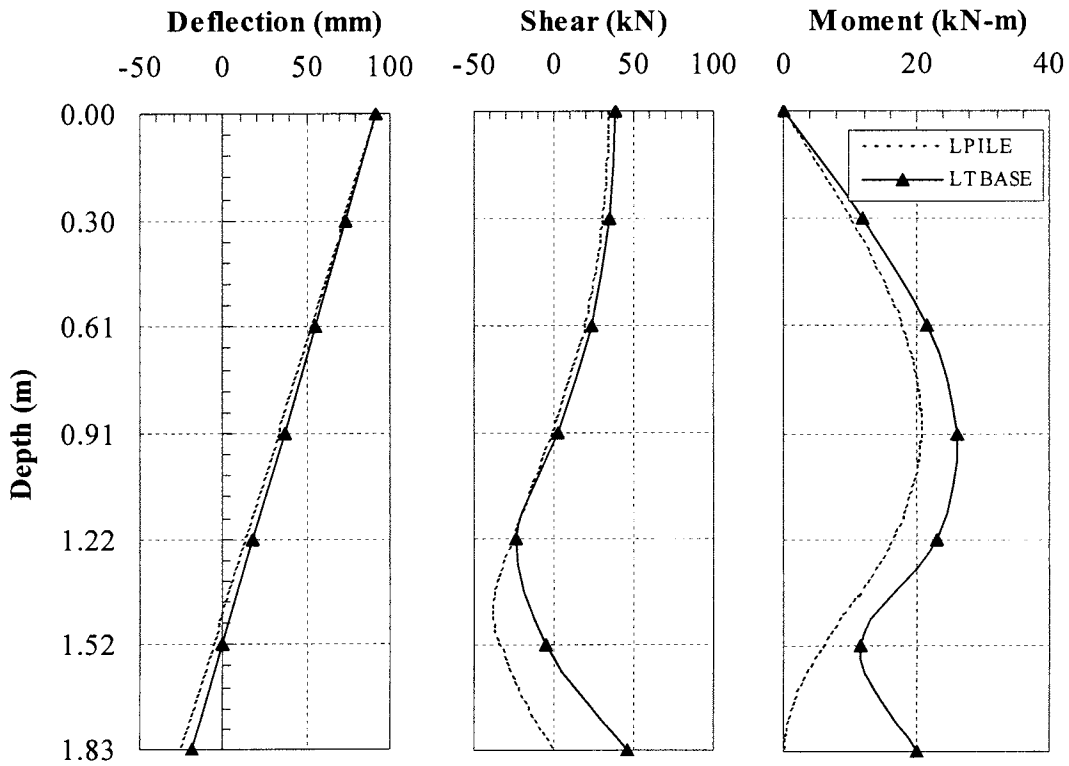 Deflection (mm)
Shear (kN)
Moment (kN-m)
-50 0 50 100
-50 0 50 100
0 20 40
0.00
0.30
0.61
0.91
1.22
1.52
1.83
Depth (m)
LPILE
LTBASE